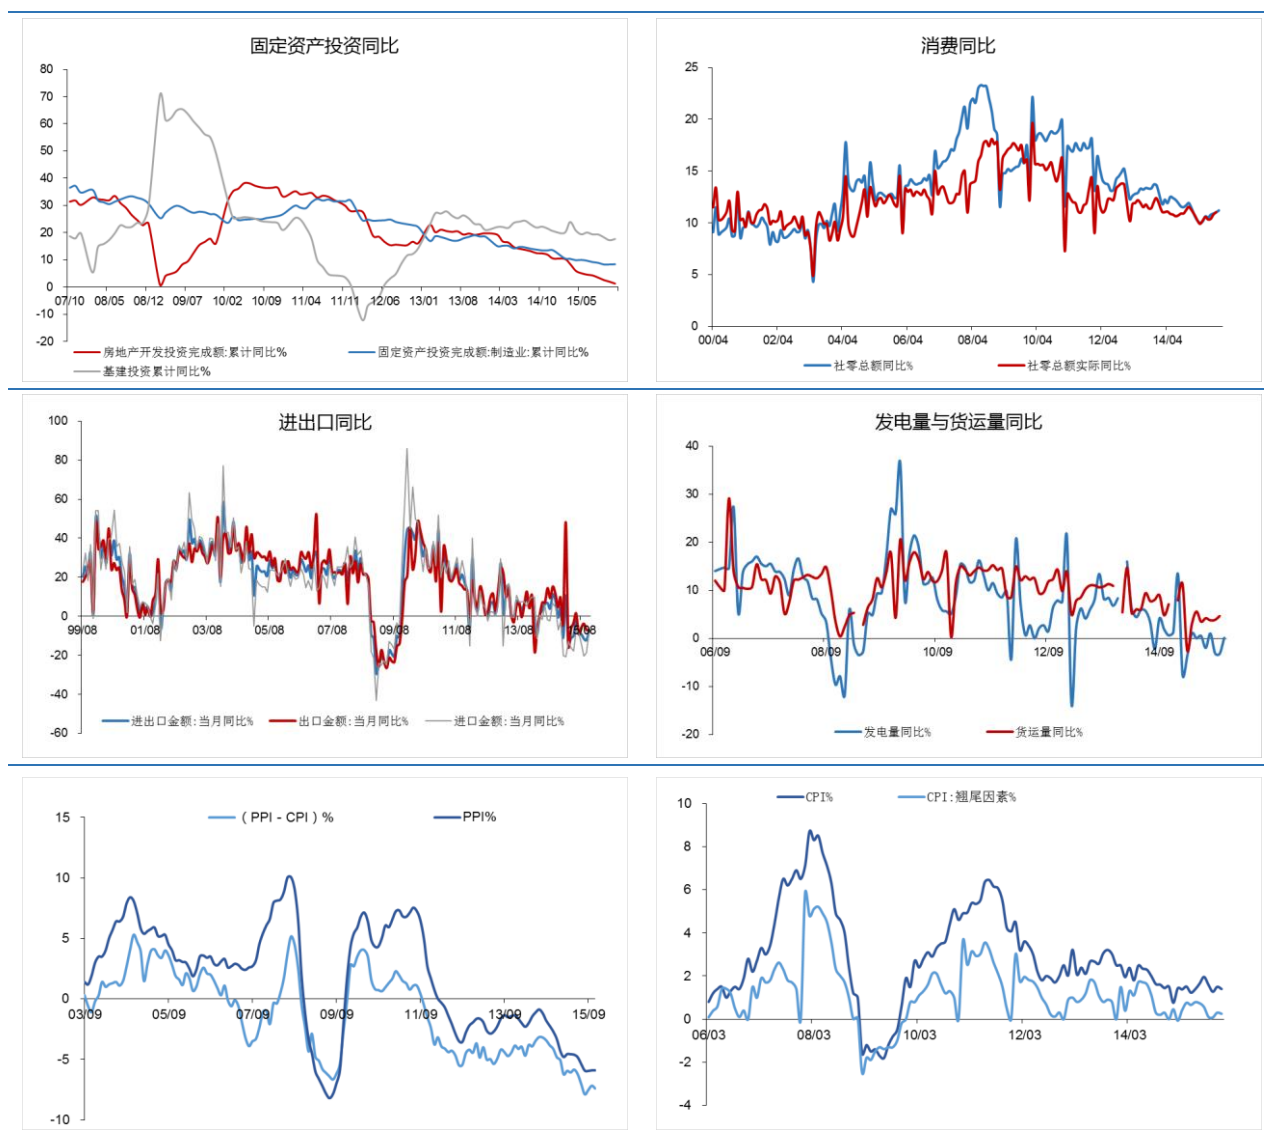 固定资产投资同比
80
70
60
50
40
30
20
10
0
-10
-20
07/10 08/05 08/12 09/07 10/02 10/09 11/04 11/11 12/06 13/01 13/08 14/03 14/10 15/05
房地产开发投资完成额:累计同比% 固定资产投资完成额:制造业:累计同比%
基建投资累计同比%
消费同比
25
20
15
10
5
0
00/04 02/04 04/04 06/04 08/04 10/04 12/04 14/04
社零总额同比% 社零总额实际同比%
进出口同比
100
80
60
40
20
0
-20
-40
-60
99/08 01/08 03/08 05/08 07/08 09/08 11/08 13/08 15/08
进出口金额:当月同比% 出口金额:当月同比% 进口金额:当月同比%
发电量与货运量同比
40
30
20
10
0
-10
-20
06/09 08/09 10/09 12/09 14/09
发电量同比% 货运量同比%
(PPI-CPI)% PPI%
15
10
5
0
-5
-10
03/09 05/09 07/09 09/09 11/09 13/09 15/09
CPI% CPI:翘尾因素%
10
8
6
4
2
0
-2
-4
06/03 08/03 10/03 12/03 14/03